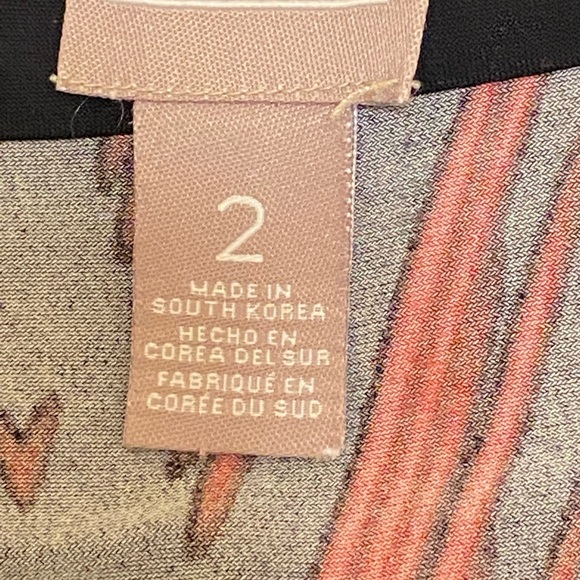 2
MADE IN
SOUTH KOREA
HECHO EN
COREA DEL SUR
FABRIQUÉ EN
CORÉE DU SUD